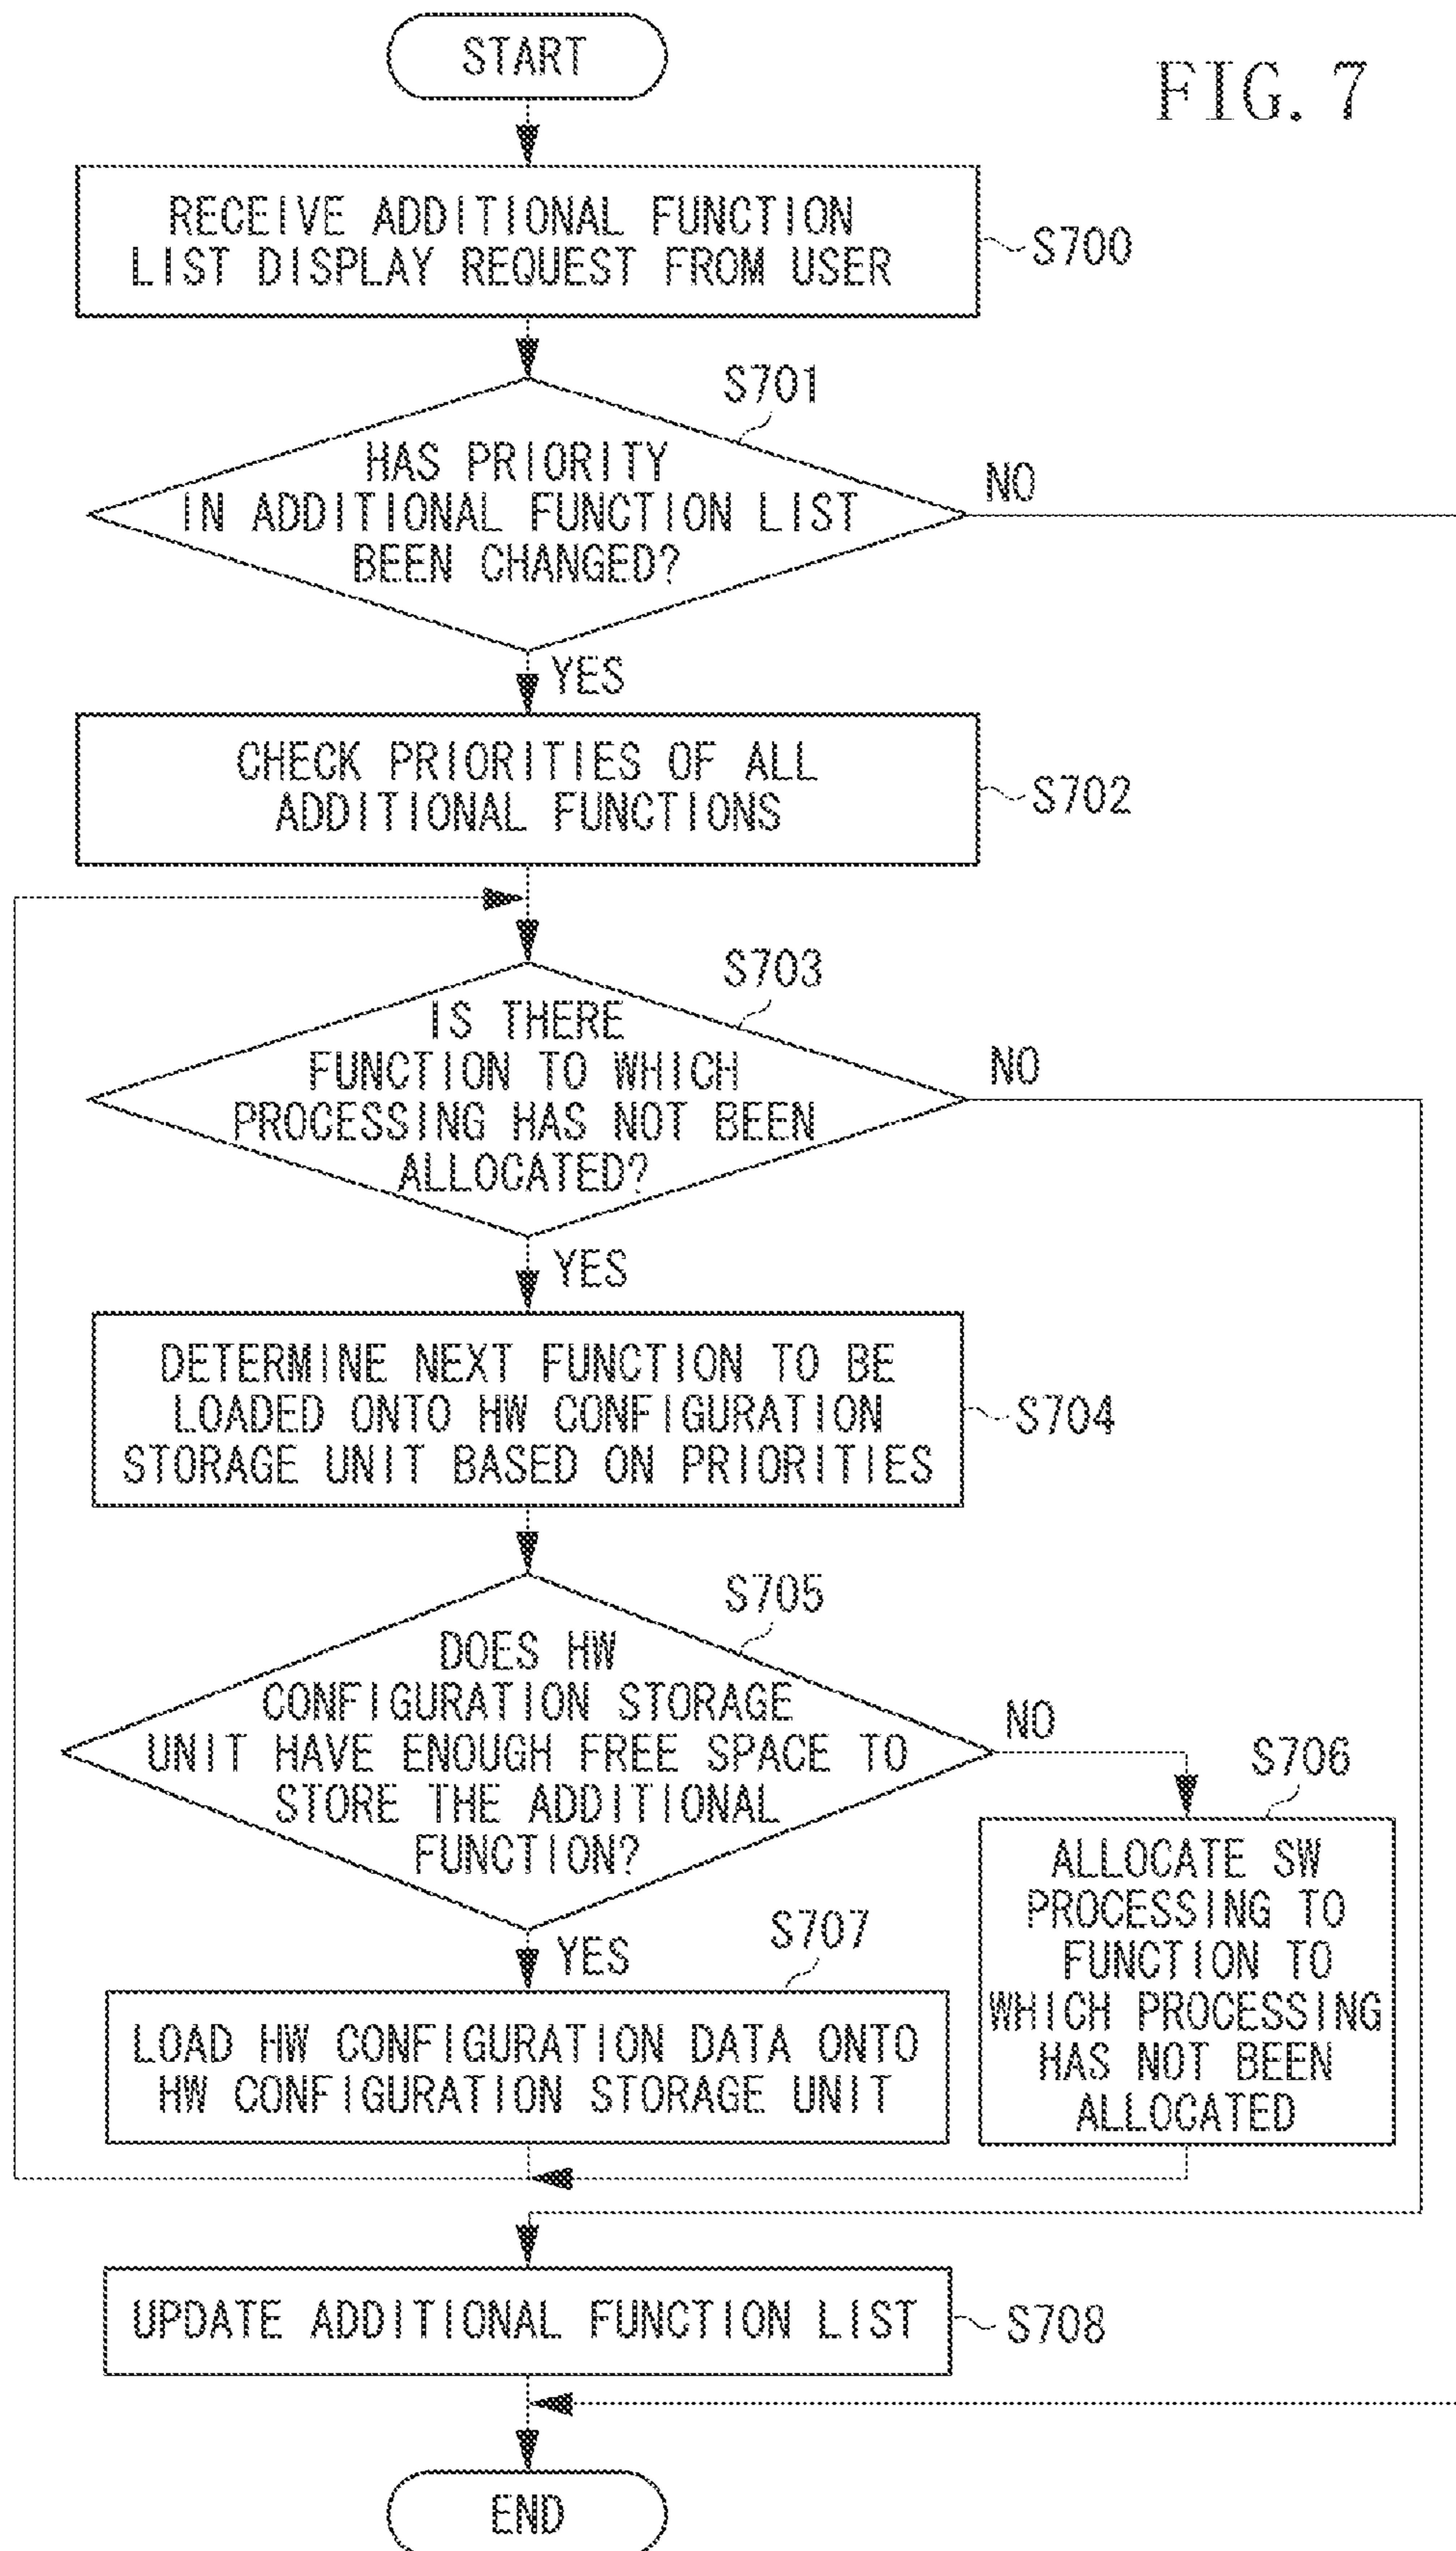 START
FIG. 7
RECEIVE ADDITIONAL FUNCTION
LIST DISPLAY REQUEST FROM USER
S700
S701
HAS PRIORITY
IN ADDITIONAL FUNCTION LIST
BEEN CHANGED?
NO
YES
CHECK PRIORITIES OF ALL
ADDITIONAL FUNCTIONS
S702
S703
IS THERE
FUNCTION TO WHICH
PROCESSING HAS NOT BEEN
ALLOCATED?
NO
YES
DETERMINE NEXT FUNCTION TO BE
LOADED ONTO HW CONFIGURATION
STORAGE UNIT BASED ON PRIORITIES
S704
S705
DOES HW
CONFIGURATION STORAGE
UNIT HAVE ENOUGH FREE SPACE TO
STORE THE ADDITIONAL
FUNCTION?
NO
S706
ALLOCATE SW
PROCESSING TO
FUNCTION TO
WHICH PROCESSING
HAS NOT BEEN
ALLOCATED
YES
S707
LOAD HW CONFIGURATION DATA ONTO
HW CONFIGURATION STORAGE UNIT
UPDATE ADDITIONAL FUNCTION LIST
S708
END